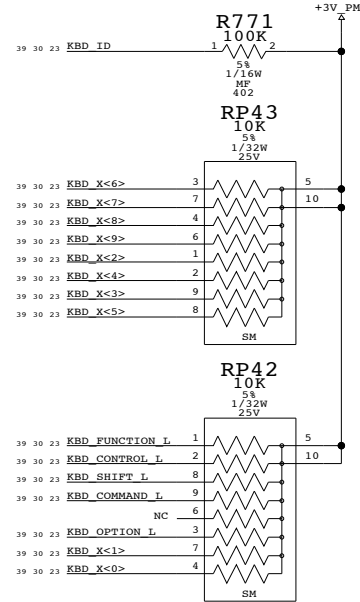 +3V_PM
R771
100K
39 30 23 KBD_ID 1 2
5%
1/16W
MF
402
RP43
10K
5%
1/32W
25V
39 30 23 KBD_X<6> 3 5
39 30 23 KBD_X<7> 7 10
39 30 23 KBD_X<8> 4
39 30 23 KBD_X<9> 6
39 30 23 KBD_X<2> 1
39 30 23 KBD_X<4> 2
39 30 23 KBD_X<3> 9
39 30 23 KBD_X<5> 8
SM
RP42
10K
5%
1/32W
25V
39 30 23 KBD_FUNCTION_L 1 5
39 30 23 KBD_CONTROL_L 2 10
39 30 23 KBD_SHIFT_L 8
39 30 23 KBD_COMMAND_L 9
NC 6
39 30 23 KBD_OPTION_L 3
39 30 23 KBD_X<1> 7
39 30 23 KBD_X<0> 4
SM